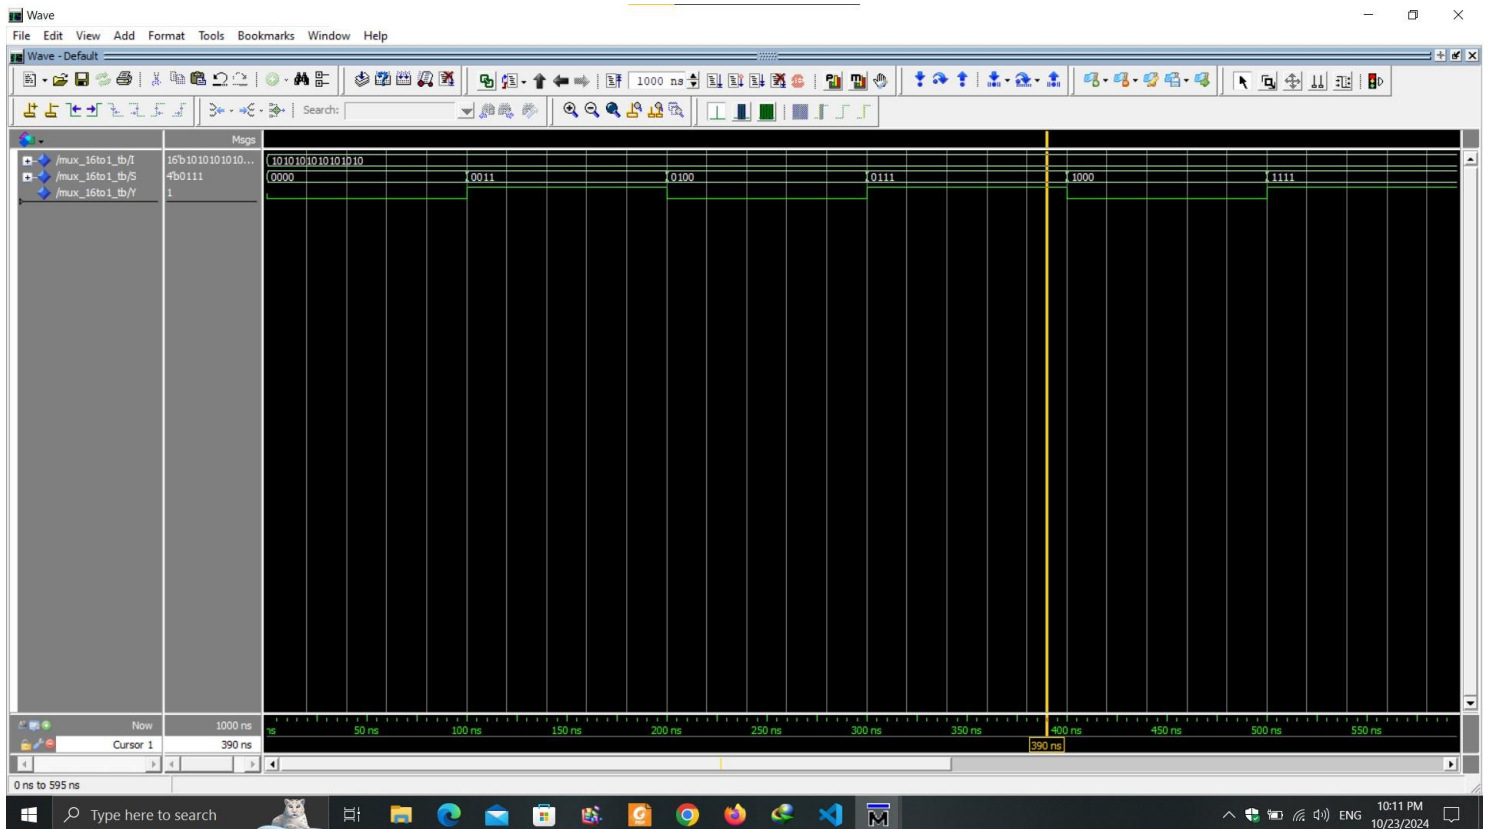 Wave
File Edit View Add Format Tools Bookmarks Window Help
Wave - Default
1000 ns
Search:
Msgs
/mux_16to1_tb/I 16'b1010101010... 1010101010101010
/mux_16to1_tb/S 4'b0111 0000 0011 0100 0111 1000 1111
/mux_16to1_tb/Y 1
Now 1000 ns
ns 50 ns 100 ns 150 ns 200 ns 250 ns 300 ns 350 ns 400 ns 450 ns 500 ns 550 ns
Cursor 1 390 ns 390 ns
0 ns to 595 ns
Type here to search
ENG
10:11 PM
10/23/2024